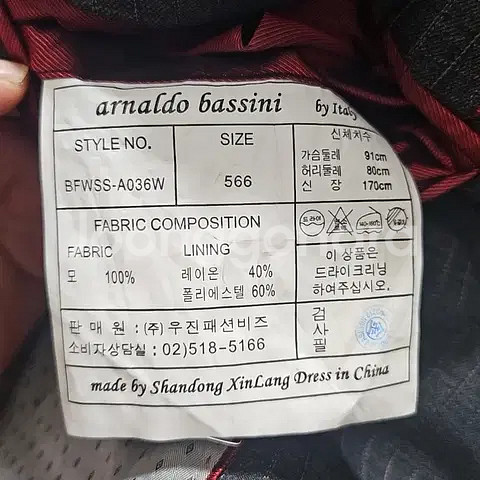 arnaldo bassini by Italy
STYLE NO.
BFWSS-A036W
SIZE
566
신체치수
가슴둘레 91cm
허리둘레 80cm
신 장 170cm
FABRIC COMPOSITION
FABRIC LINING
모 100% 레이온 40%
폴리에스텔 60%
드라이
이 상품은
드라이크리닝
하여주십시오.
판 매 원 : (주) 우진패션비즈
소비자상담실 : 02)518-5166
검
사
필
made by Shandong XinLang Dress in China